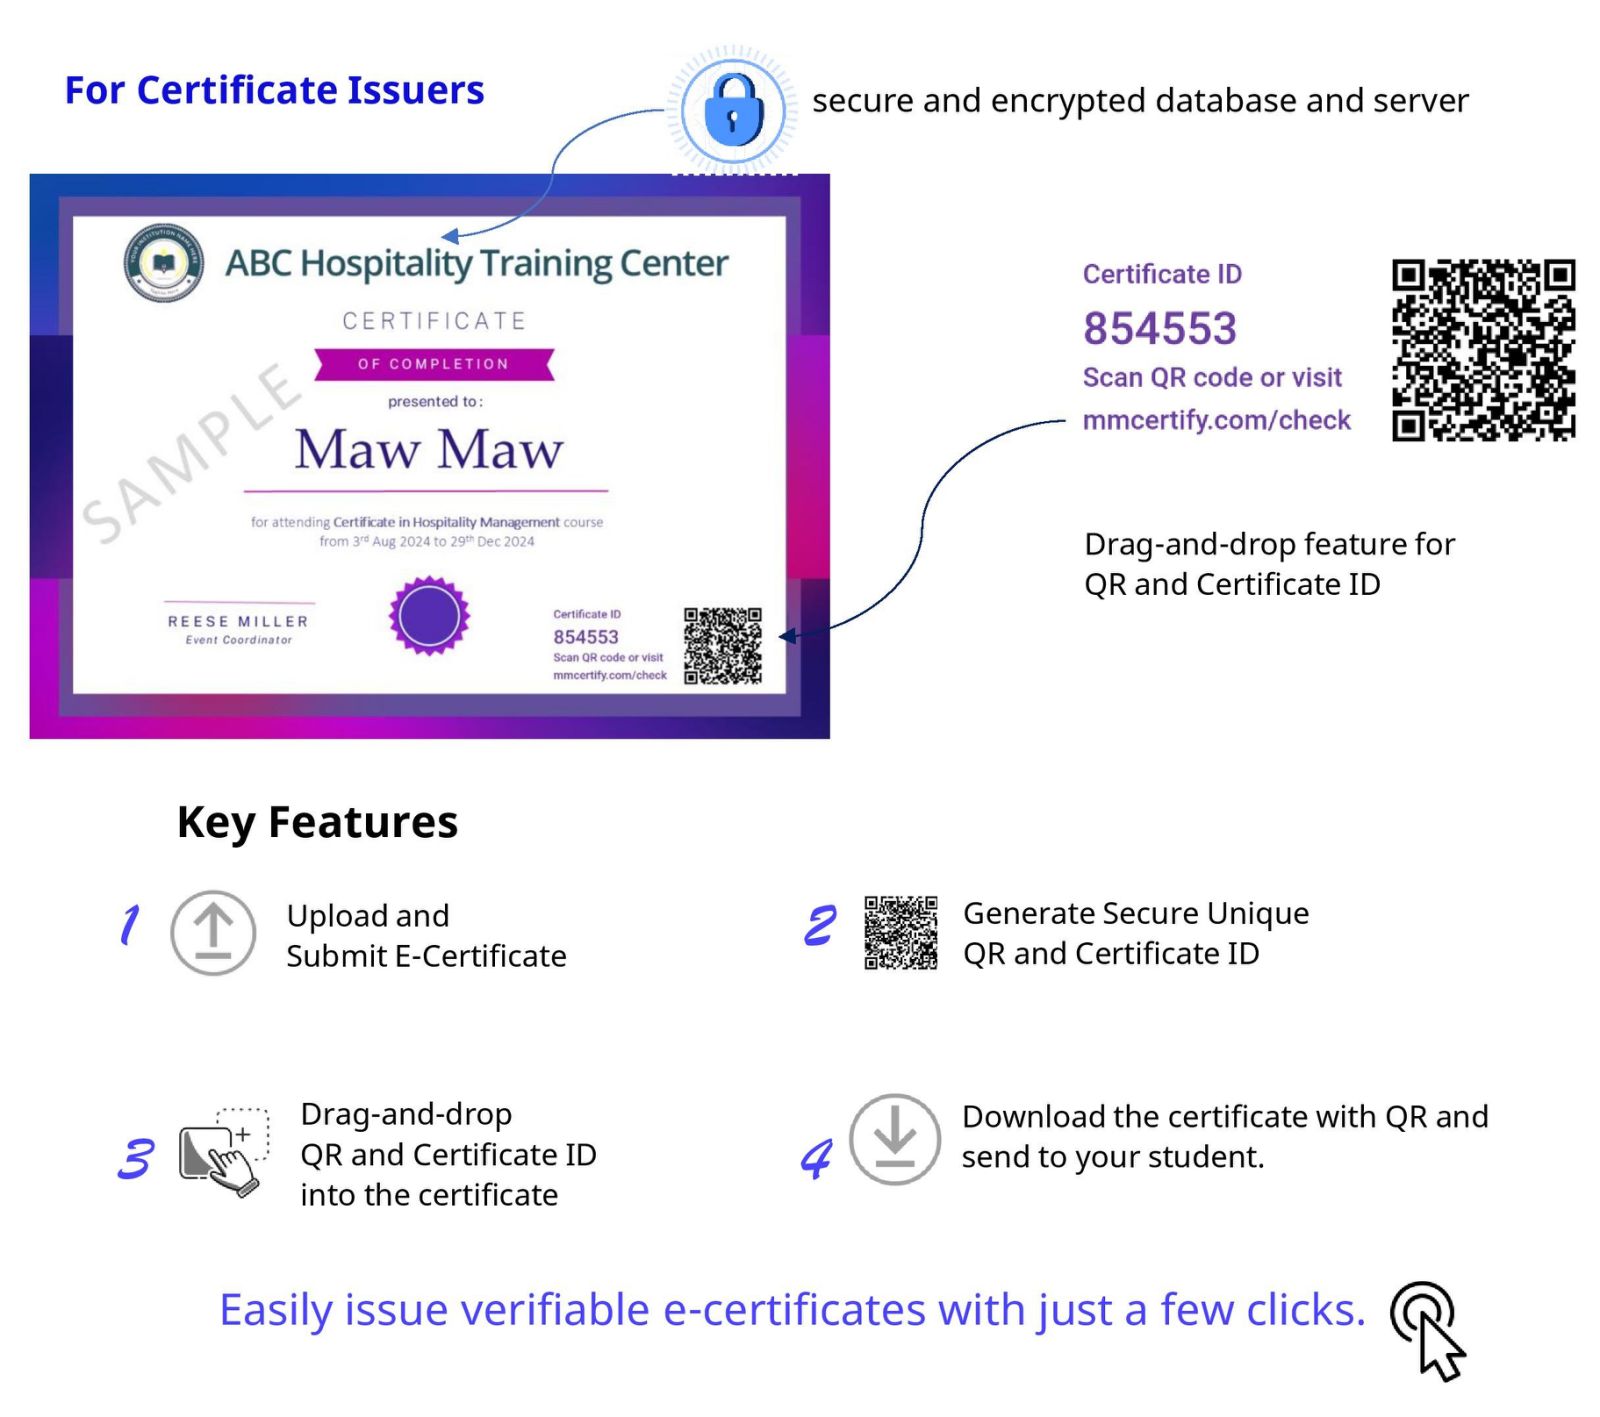 For Certificate Issuers
secure and encrypted database and server
YOUR INSTITUTION NAME HERE
ABC Hospitality Training Center
CERTIFICATE
OF COMPLETION
presented to:
SAMPLE
Maw Maw
for attending Certificate in Hospitality Management course
from 3rd Aug 2024 to 29th Dec 2024
REESE MILLER
Event Coordinator
Certificate ID
854553
Scan QR code or visit
mmcertify.com/check
Certificate ID
854553
Scan QR code or visit
mmcertify.com/check
Drag-and-drop feature for
QR and Certificate ID
Key Features
1
Upload and
Submit E-Certificate
2
Generate Secure Unique
QR and Certificate ID
3
Drag-and-drop
QR and Certificate ID
into the certificate
4
Download the certificate with QR and
send to your student.
Easily issue verifiable e-certificates with just a few clicks.